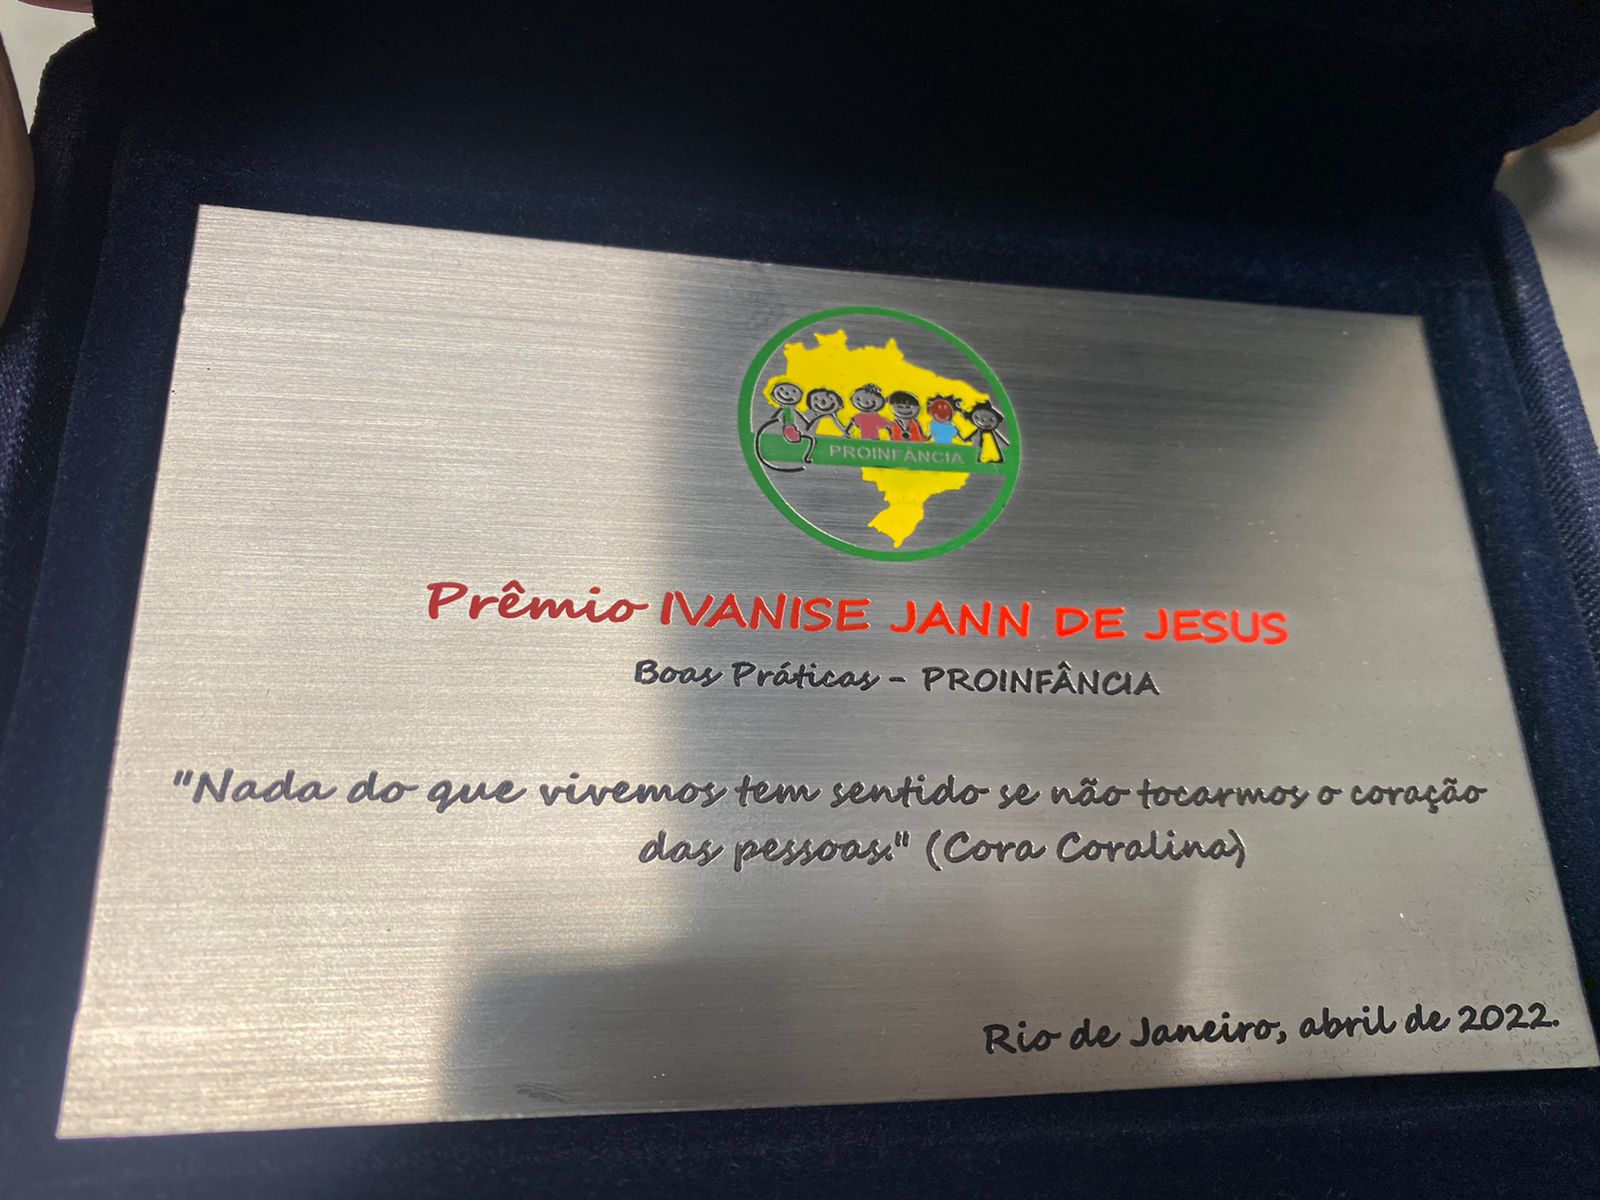 PROINFÂNCIA
Prêmio IVANISE JANN DE JESUS
Boas Práticas - PROINFÂNCIA
"Nada do que vivemos tem sentido se não tocarmos o coração
das pessoas." (Cora Coralina)
Rio de Janeiro, abril de 2022.